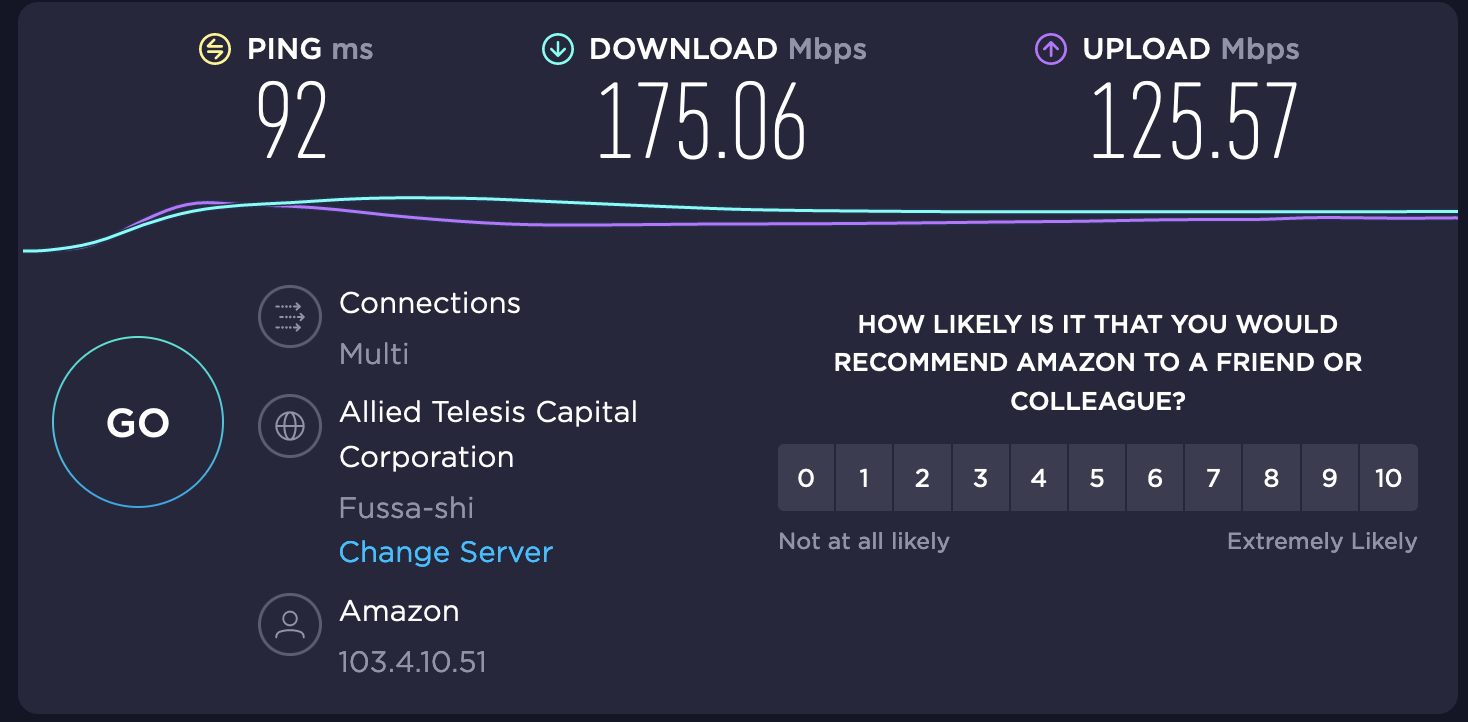 PING ms
92
DOWNLOAD Mbps
175.06
UPLOAD Mbps
125.57
GO
Connections
Multi
Allied Telesis Capital
Corporation
Fussa-shi
Change Server
Amazon
103.4.10.51
HOW LIKELY IS IT THAT YOU WOULD
RECOMMEND AMAZON TO A FRIEND OR
COLLEAGUE?
0 1 2 3 4 5 6 7 8 9 10
Not at all likely
Extremely Likely